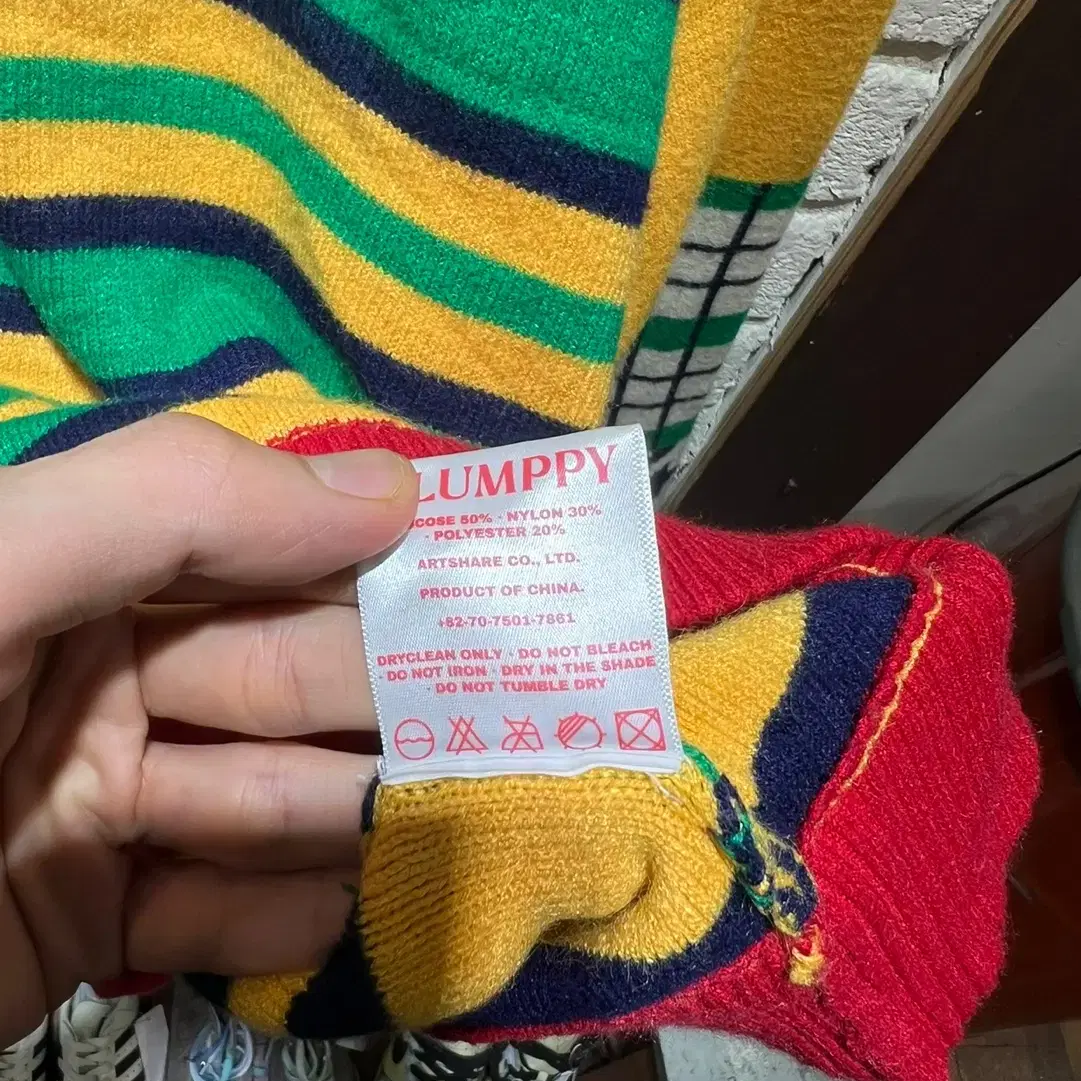 LUMPPY
COSE 50% · NYLON 30%
· POLYESTER 20%
ARTSHARE CO., LTD.
PRODUCT OF CHINA.
+82-70-7501-7861
DRYCLEAN ONLY · DO NOT BLEACH
· DO NOT IRON · DRY IN THE SHADE
· DO NOT TUMBLE DRY